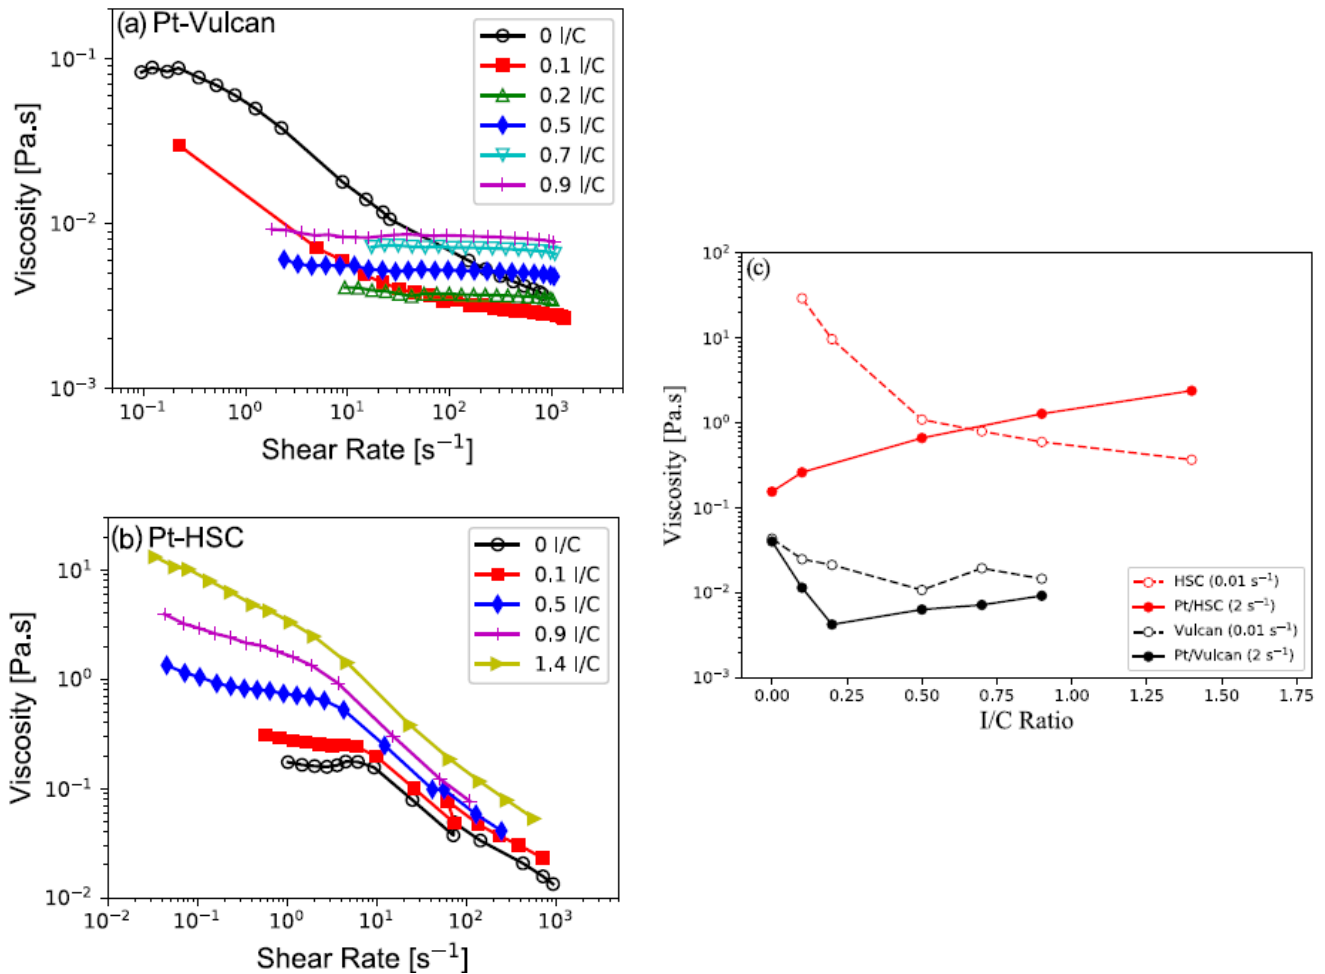 (a) Pt-Vulcan
0 I/C
0.1 I/C
0.2 I/C
0.5 I/C
0.7 I/C
0.9 I/C
10⁻¹
10⁻²
10⁻³
Viscosity [Pa.s]
10⁻¹ 10⁰ 10¹ 10² 10³
Shear Rate [s⁻¹]
(b) Pt-HSC
0 I/C
0.1 I/C
0.5 I/C
0.9 I/C
1.4 I/C
10¹
10⁰
10⁻¹
10⁻²
Viscosity [Pa.s]
10⁻² 10⁻¹ 10⁰ 10¹ 10² 10³
Shear Rate [s⁻¹]
(c)
10²
10¹
10⁰
10⁻¹
10⁻²
10⁻³
Viscosity [Pa.s]
HSC (0.01 s⁻¹)
Pt/HSC (2 s⁻¹)
Vulcan (0.01 s⁻¹)
Pt/Vulcan (2 s⁻¹)
0.00 0.25 0.50 0.75 1.00 1.25 1.50 1.75
I/C Ratio